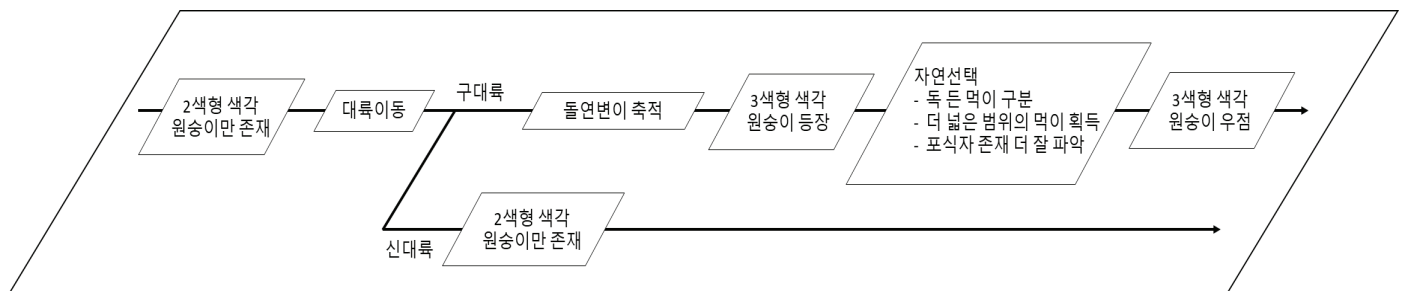 2색형 색각
원숭이만 존재
대륙이동
구대륙
돌연변이 축적
3색형 색각
원숭이 등장
자연선택
- 독 든 먹이 구분
- 더 넓은 범위의 먹이 획득
- 포식자 존재 더 잘 파악
3색형 색각
원숭이 우점
신대륙
2색형 색각
원숭이만 존재